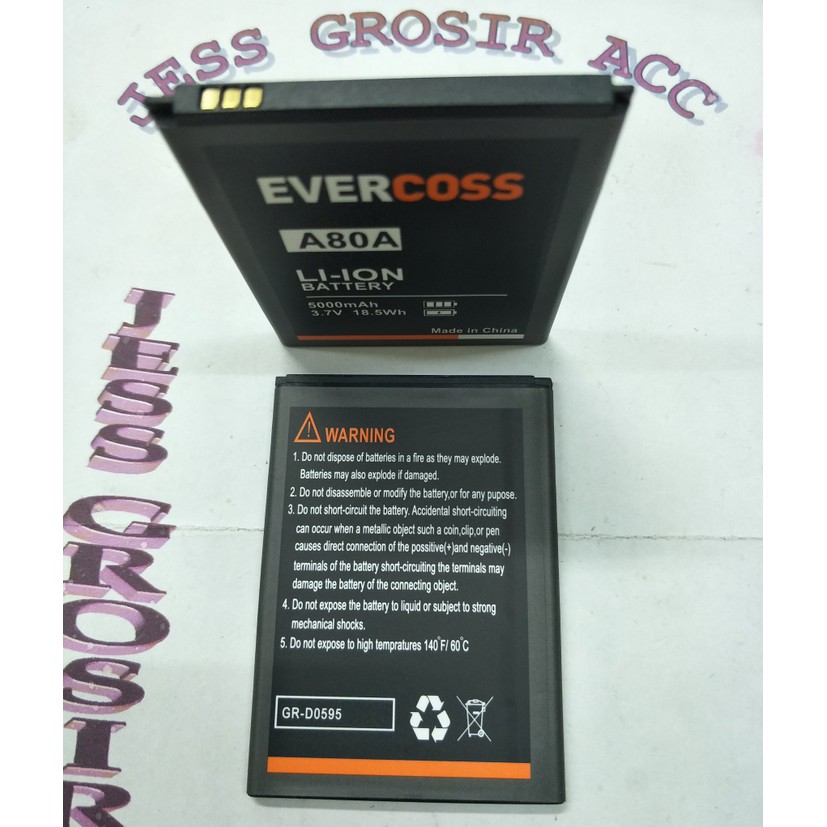 JESS GROSIR ACC
EVERCOSS
A80A
LI-ION
BATTERY
5000mAh
3.7V 18.5Wh
Made in China
JESS GROSIR
WARNING
1. Do not dispose of batteries in a fire as they may explode.
Batteries may also explode if damaged.
2. Do not disassemble or modify the battery,or for any pupose.
3. Do not short-circuit the battery. Accidental short-circuiting
can occur when a metallic object such a coin,clip,or pen
causes direct connection of the possitive(+)and negative(-)
terminals of the battery short-circuiting the terminals may
damage the battery of the connecting object.
4. Do not expose the battery to liquid or subject to strong
mechanical shocks.
5. Do not expose to high tempratures 140°F/ 60°C
GR-D0595